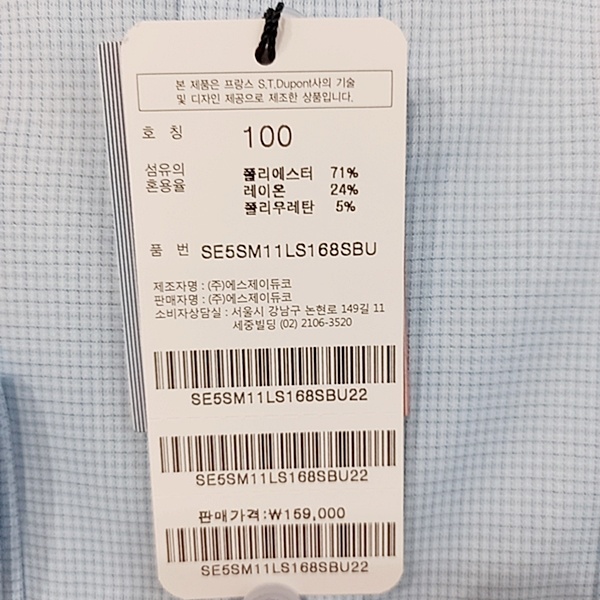 본 제품은 프랑스 S.T.Dupont사의 기술
및 디자인 제공으로 제조한 상품입니다.
호 칭 100
섬유의
혼용율
폴리에스터 71%
레이온 24%
폴리우레탄 5%
품 번 SE5SM11LS168SBU
제조자명 : (주)에스제이듀코
판매자명 : (주)에스제이듀코
소비자상담실 : 서울시 강남구 논현로 149길 11
세중빌딩 (02) 2106-3520
SE5SM11LS168SBU22
SE5SM11LS168SBU22
판매가격:₩159,000
SE5SM11LS168SBU22